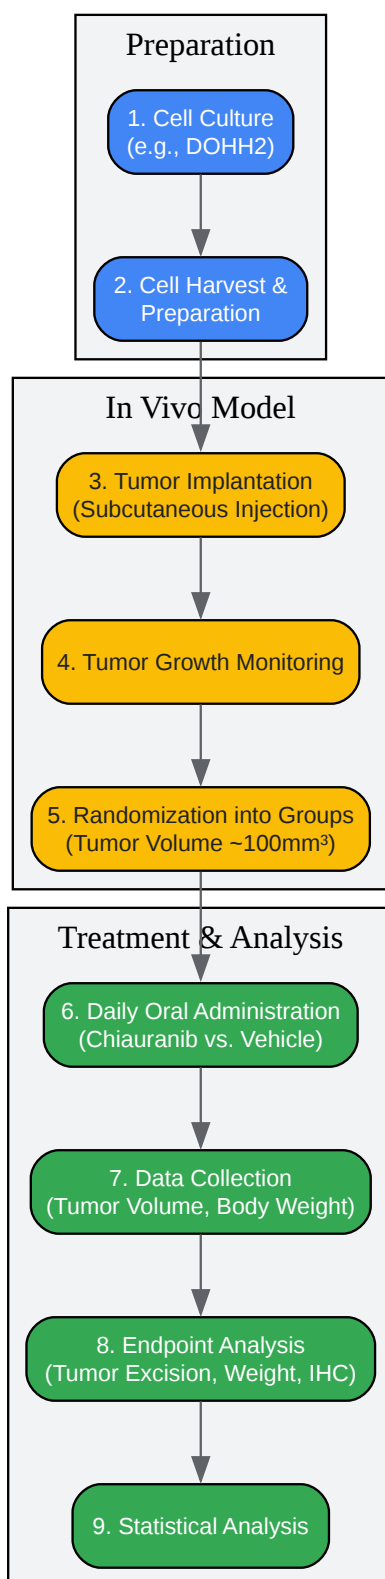 Preparation
1. Cell Culture
(e.g., DOHH2)
2. Cell Harvest &
Preparation
In Vivo Model
3. Tumor Implantation
(Subcutaneous Injection)
4. Tumor Growth Monitoring
5. Randomization into Groups
(Tumor Volume ~100mm³)
Treatment & Analysis
6. Daily Oral Administration
(Chiauranib vs. Vehicle)
7. Data Collection
(Tumor Volume, Body Weight)
8. Endpoint Analysis
(Tumor Excision, Weight, IHC)
9. Statistical Analysis